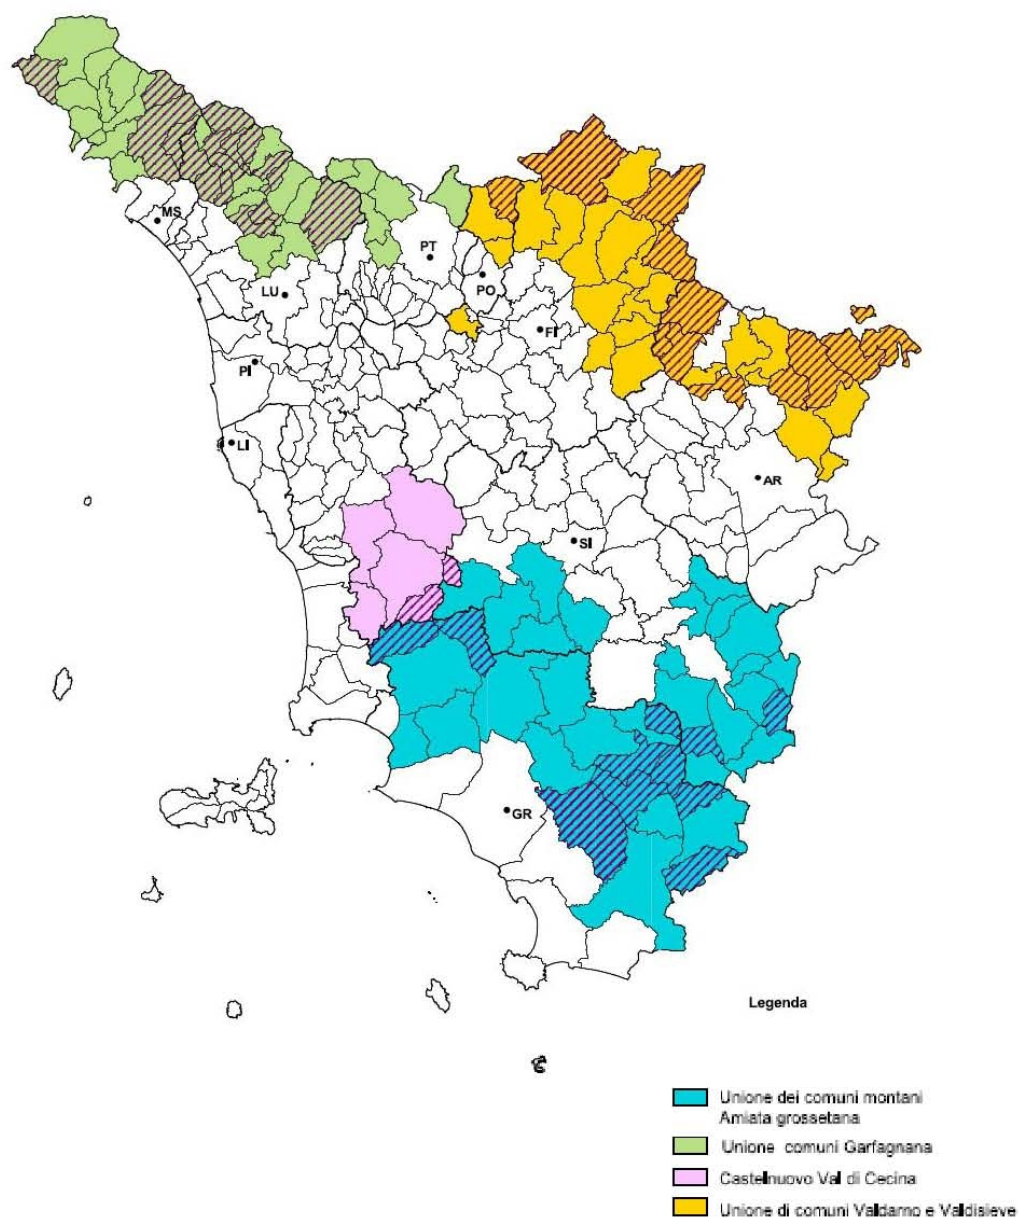 MS
PT
PO
LU
FI
PI
LI
AR
SI
GR
Legenda
Unione dei comuni montani
Amiata grossetana
Unione comuni Garfagnana
Castelnuovo Val di Cecina
Unione di comuni Valdarno e Valdisieve